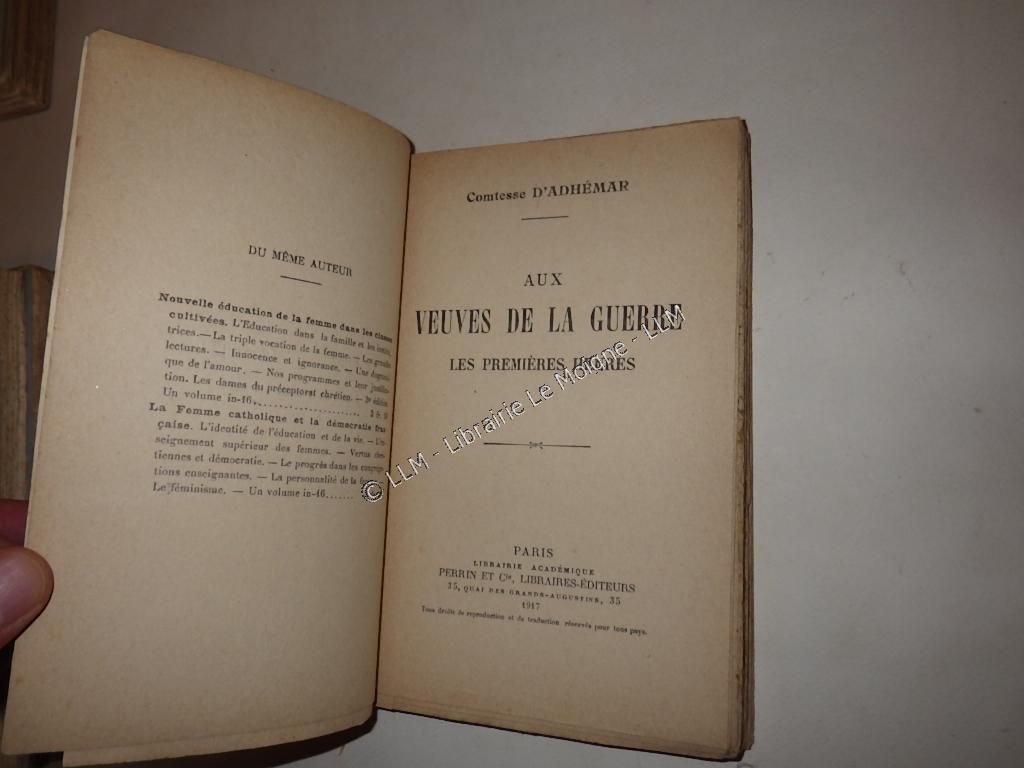 DU MÊME AUTEUR
Nouvelle éducation de la femme dans les classes
cultivées. L'Education dans la famille et les institu-
trices.—La triple vocation de la femme. — Les grandes
lectures. — Innocence et ignorance. — Une dogmati-
que de l'amour. — Nos programmes et leur justifica-
tion. Les dames du préceptorat chrétien. — 3e édition.
Un volume in-16. 3 fr. 50
La Femme catholique et la démocratie fran-
çaise. L'identité de l'éducation et de la vie. — L'en-
seignement supérieur des femmes. — Vertus chré-
tiennes et démocratie. — Le progrès dans les congréga-
tions enseignantes. — La personnalité de la
Le féminisme. — Un volume in-16.......
Comtesse D'ADHÉMAR
AUX
VEUVES DE LA GUERRE
LES PREMIÈRES HEURES
PARIS
LIBRAIRIE ACADÉMIQUE
PERRIN ET Cie, LIBRAIRES-ÉDITEURS
35, QUAI DES GRANDS-AUGUSTINS, 35
1917
Tous droits de reproduction et de traduction réservés pour tous pays.
© LLM - Librairie Le Moigne - LLM